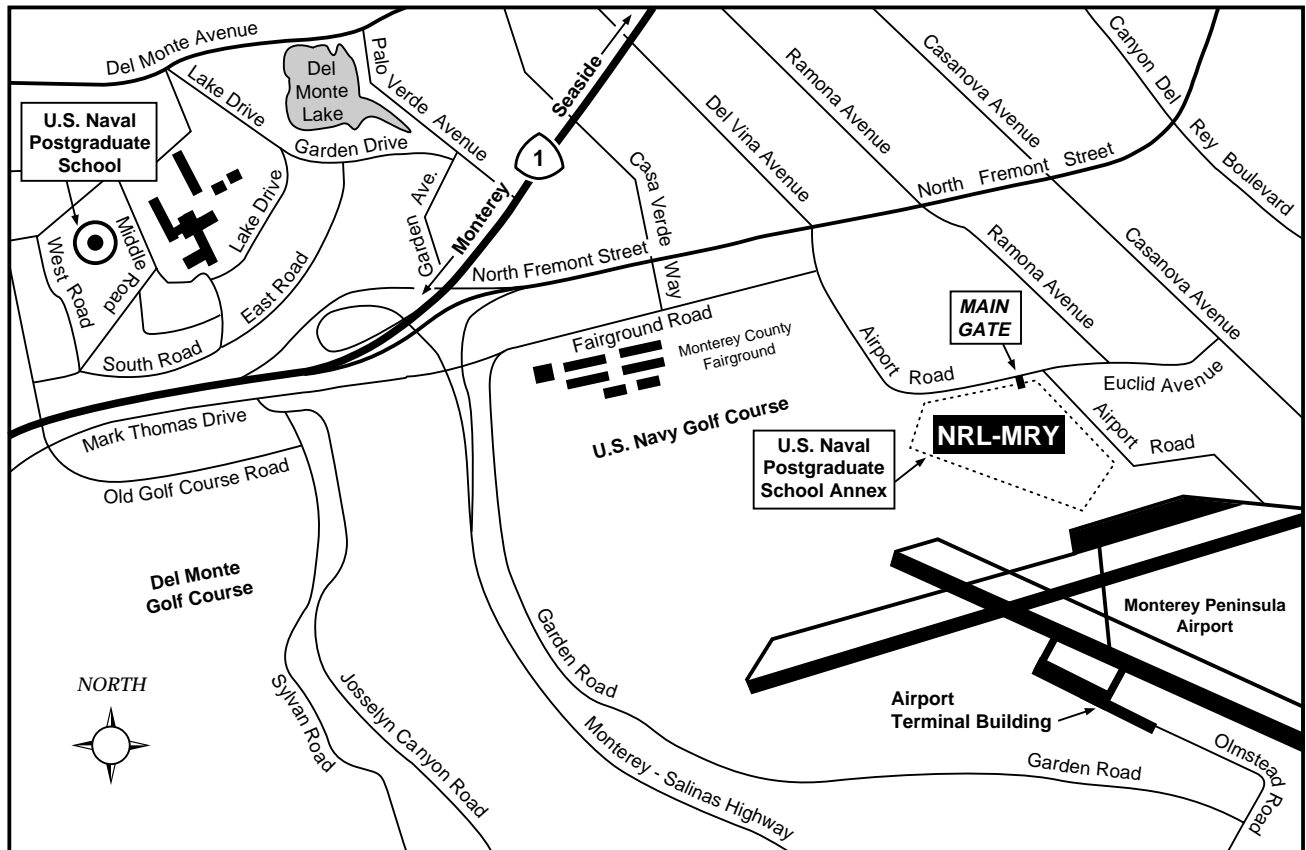 Del Monte Avenue
Lake Drive
Del
Monte
Lake
Palo Verde Avenue
Seaside
1
Monterey
Del Vina Avenue
Ramona Avenue
Casanova Avenue
Canyon Del
Rey Boulevard
U.S. Naval
Postgraduate
School
Garden Drive
Garden Ave.
Casa Verde
Way
North Fremont Street
West Road
Middle
Road
Lake Drive
East Road
South Road
North Fremont Street
Ramona Avenue
Casanova Avenue
MAIN
GATE
Fairground Road
Monterey County
Fairground
Airport
Road
Euclid Avenue
Airport
Road
Mark Thomas Drive
Old Golf Course Road
U.S. Navy Golf Course
NRL-MRY
U.S. Naval
Postgraduate
School Annex
Del Monte
Golf Course
Monterey Peninsula
Airport
NORTH
Sylvan Road
Josselyn Canyon Road
Garden Road
Monterey - Salinas Highway
Airport
Terminal Building
Garden Road
Olmstead
Road